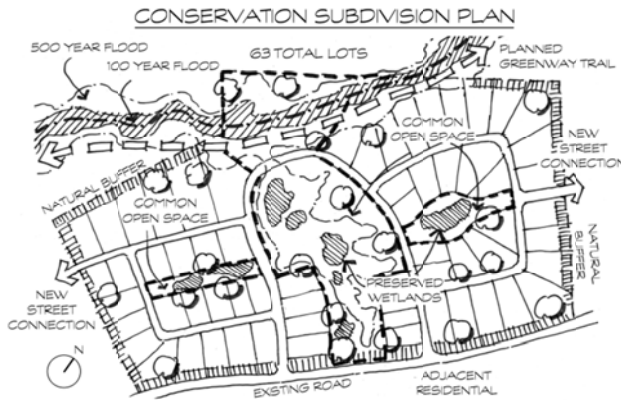 CONSERVATION SUBDIVISION PLAN
500 YEAR FLOOD
100 YEAR FLOOD
63 TOTAL LOTS
PLANNED
GREENWAY TRAIL
COMMON
OPEN SPACE
NEW
STREET
CONNECTION
NATURAL BUFFER
COMMON
OPEN SPACE
NATURAL
BUFFER
PRESERVED
WETLANDS
NEW
STREET
CONNECTION
N
EXSTING ROAD
ADJACENT
RESIDENTIAL